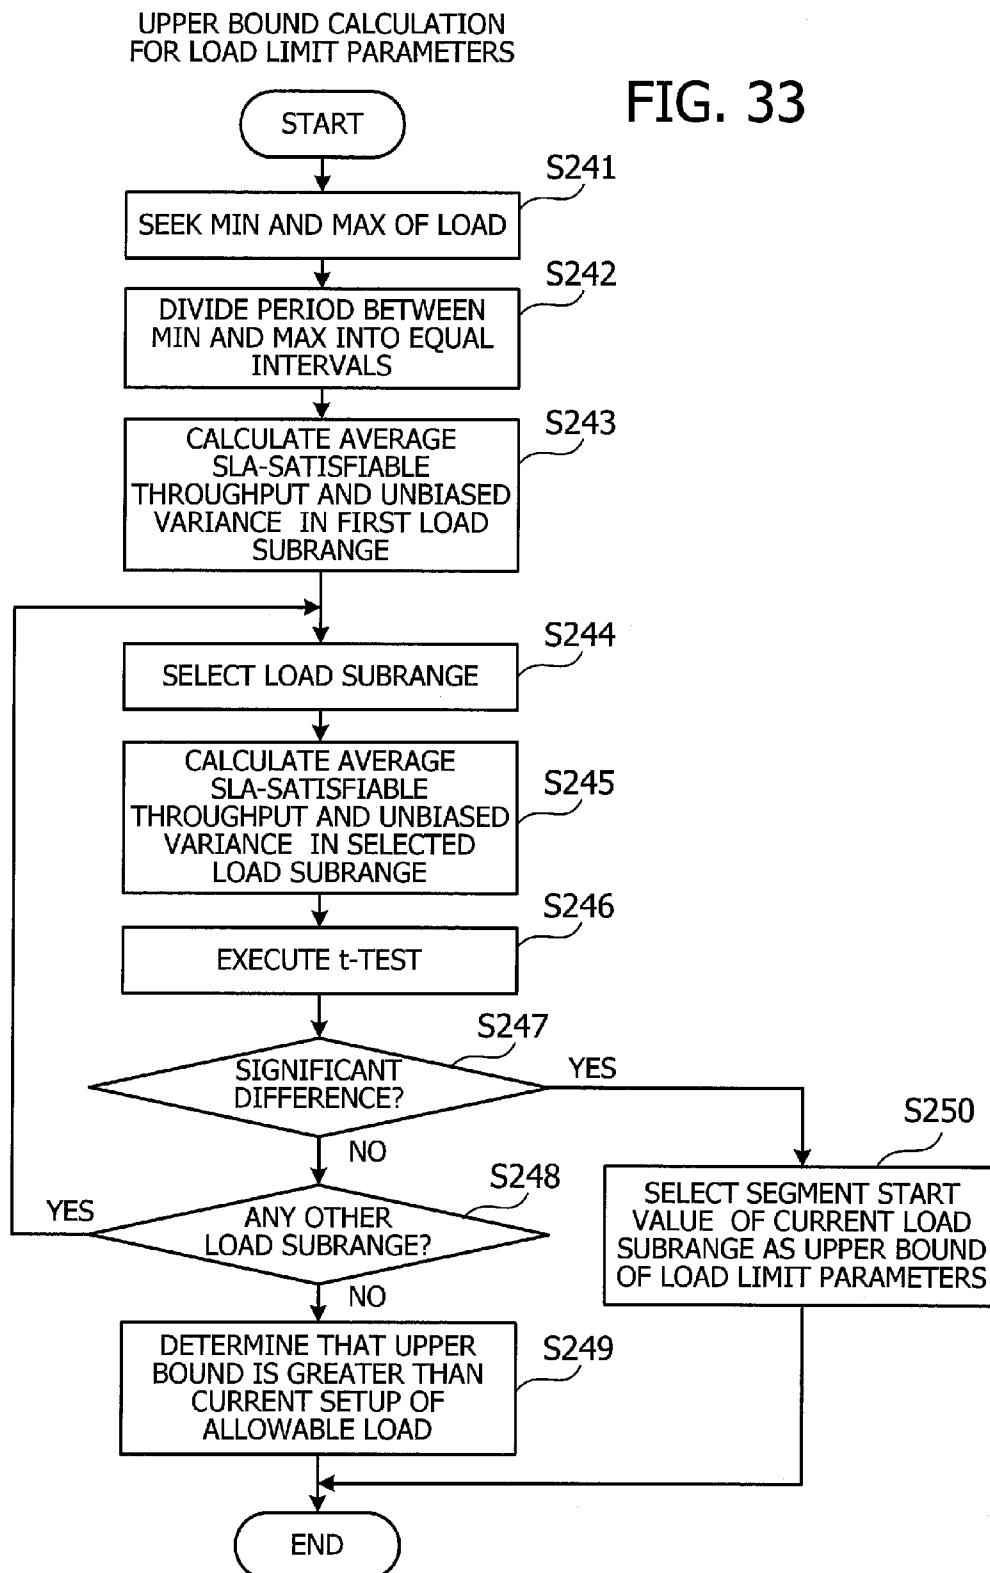 UPPER BOUND CALCULATION
FOR LOAD LIMIT PARAMETERS
FIG. 33
START
S241
SEEK MIN AND MAX OF LOAD
S242
DIVIDE PERIOD BETWEEN
MIN AND MAX INTO EQUAL
INTERVALS
S243
CALCULATE AVERAGE
SLA-SATISFIABLE
THROUGHPUT AND UNBIASED
VARIANCE IN FIRST LOAD
SUBRANGE
S244
SELECT LOAD SUBRANGE
S245
CALCULATE AVERAGE
SLA-SATISFIABLE
THROUGHPUT AND UNBIASED
VARIANCE IN SELECTED
LOAD SUBRANGE
S246
EXECUTE t-TEST
S247
SIGNIFICANT
DIFFERENCE?
YES
NO
S250
SELECT SEGMENT START
VALUE OF CURRENT LOAD
SUBRANGE AS UPPER BOUND
OF LOAD LIMIT PARAMETERS
S248
ANY OTHER
LOAD SUBRANGE?
YES
NO
S249
DETERMINE THAT UPPER
BOUND IS GREATER THAN
CURRENT SETUP OF
ALLOWABLE LOAD
END